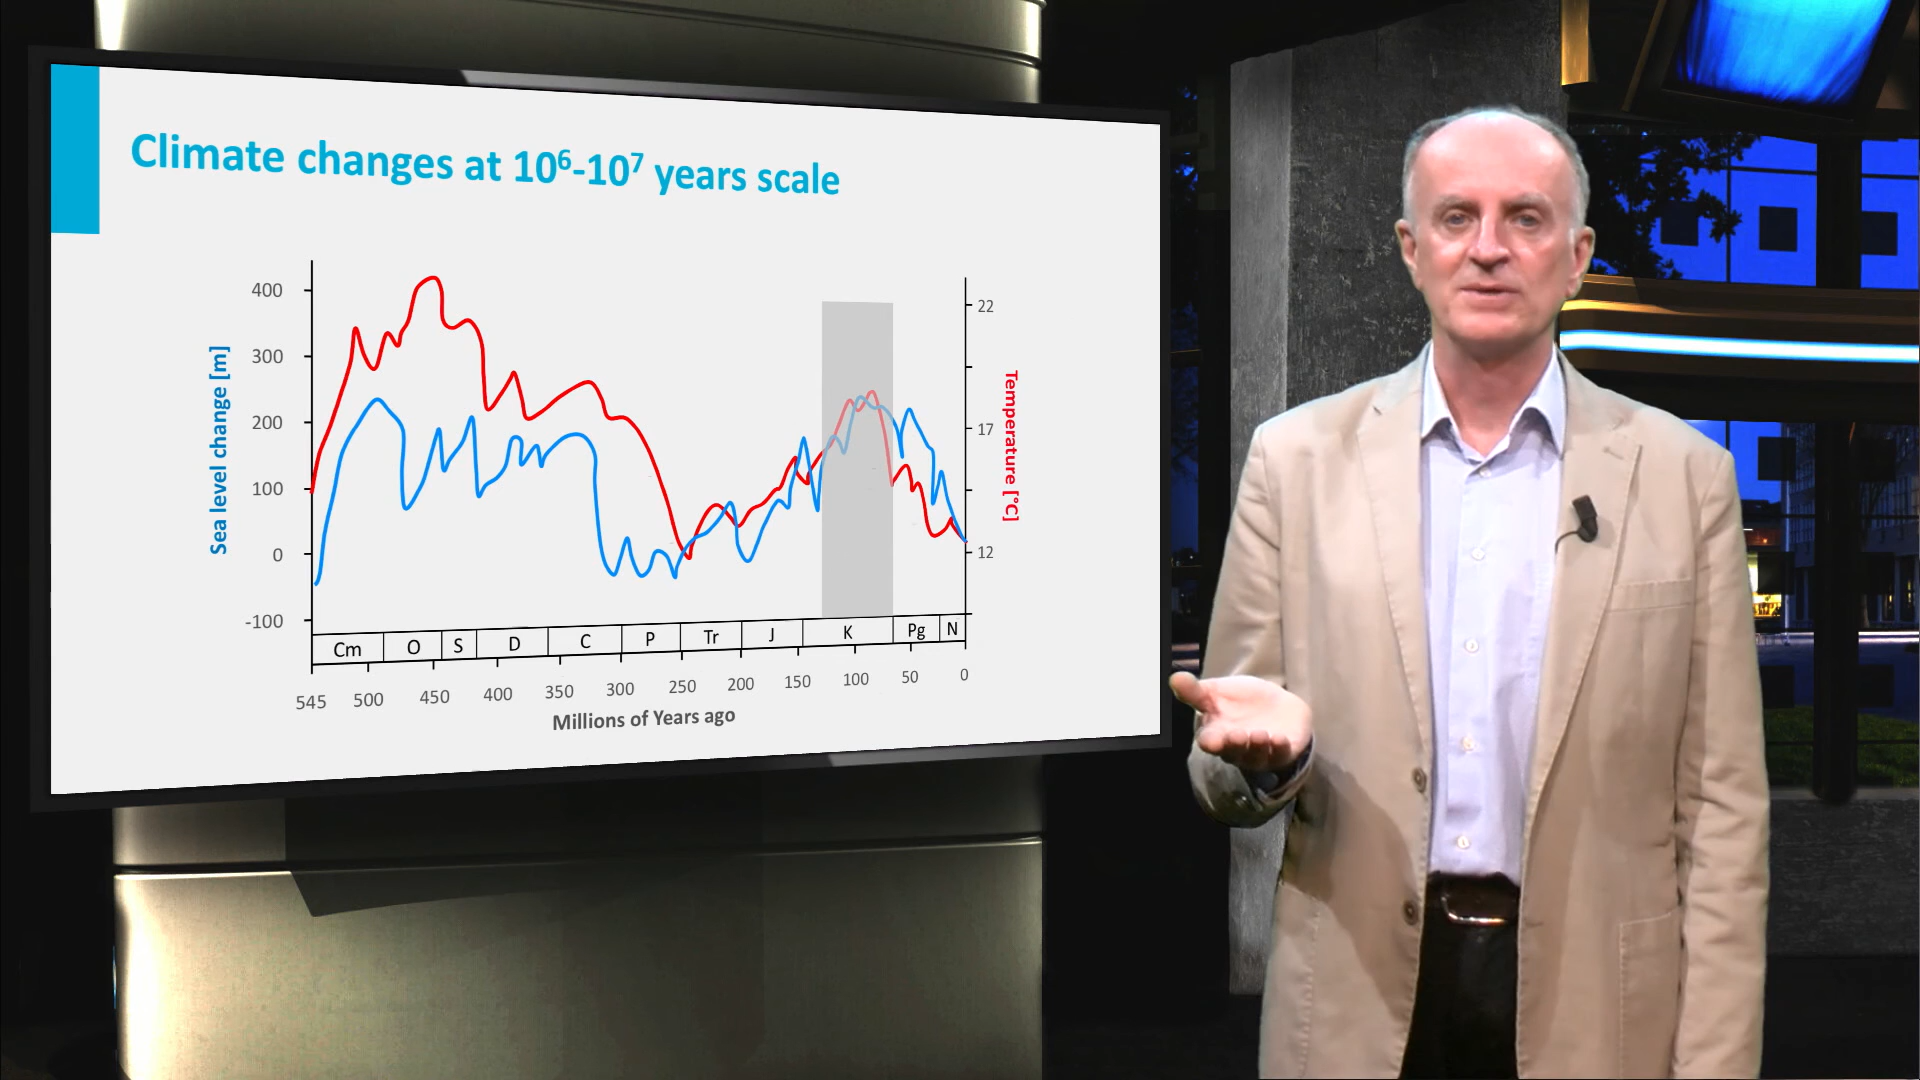 Climate changes at 10⁶-10⁷ years scale
400
300
200
100
0
-100
Sea level change [m]
22
17
12
Temperature [°C]
Cm O S D C P Tr J K Pg N
545 500 450 400 350 300 250 200 150 100 50 0
Millions of Years ago